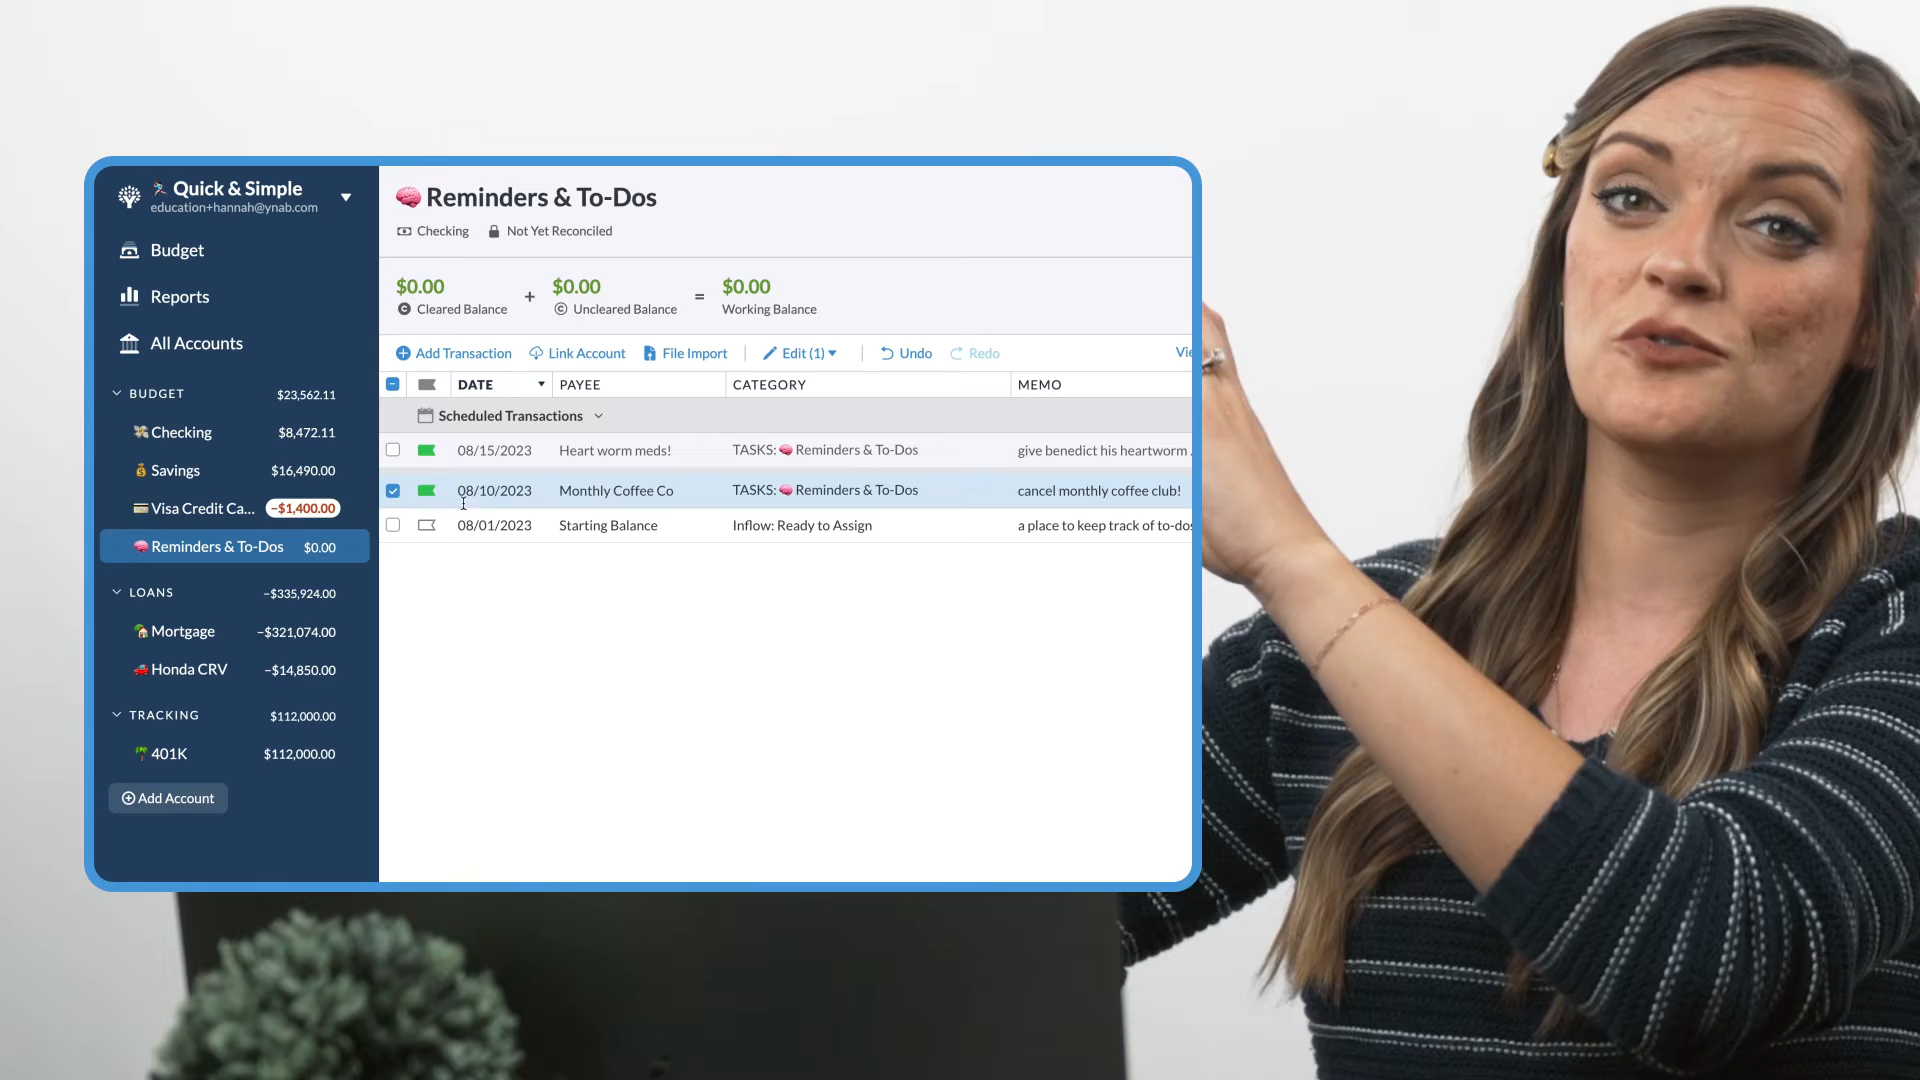 Quick & Simple
education+hannah@ynab.com
Budget
Reports
All Accounts
BUDGET $23,562.11
Checking $8,472.11
Savings $16,490.00
Visa Credit Ca... −$1,400.00
Reminders & To-Dos $0.00
LOANS −$335,924.00
Mortgage −$321,074.00
Honda CRV −$14,850.00
TRACKING $112,000.00
401K $112,000.00
Add Account
Reminders & To-Dos
Checking Not Yet Reconciled
$0.00 + $0.00 = $0.00
Cleared Balance Uncleared Balance Working Balance
Add Transaction Link Account File Import Edit (1) Undo Redo
DATE PAYEE CATEGORY MEMO
Scheduled Transactions
08/15/2023 Heart worm meds! TASKS: Reminders & To-Dos give benedict his heartworm
08/10/2023 Monthly Coffee Co TASKS: Reminders & To-Dos cancel monthly coffee club!
08/01/2023 Starting Balance Inflow: Ready to Assign a place to keep track of to-dos